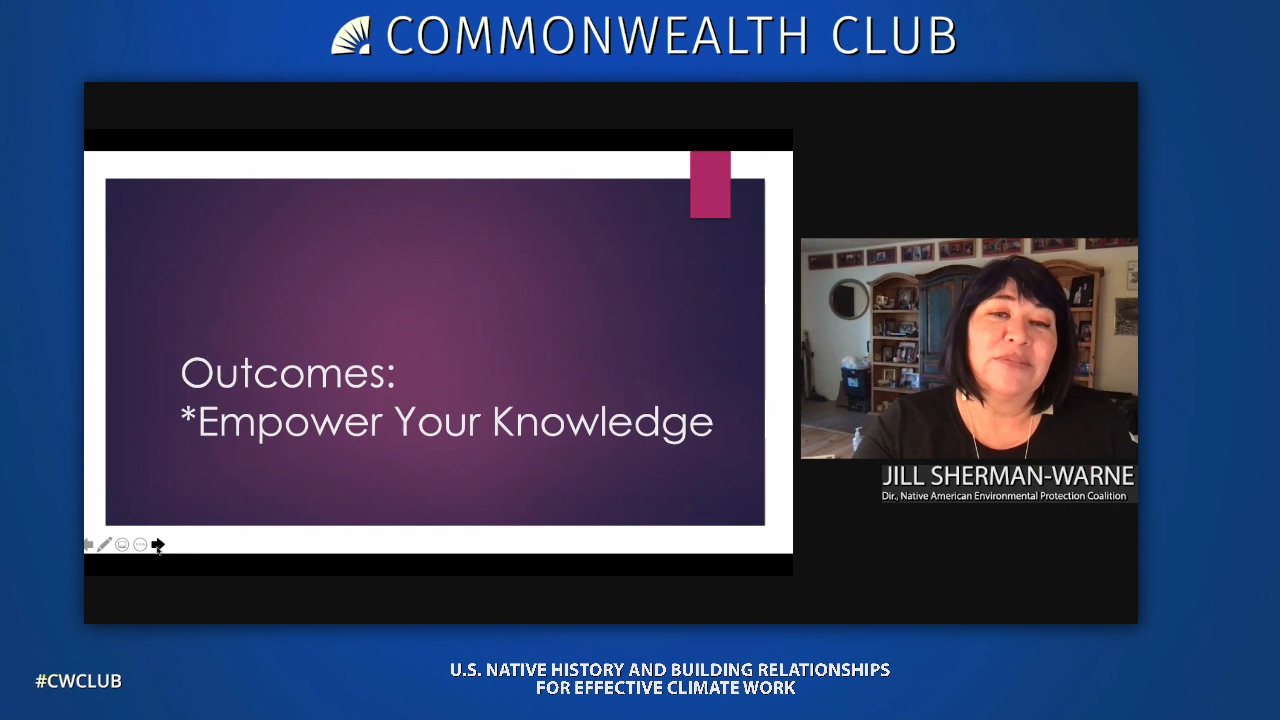 COMMONWEALTH CLUB
Outcomes:
*Empower Your Knowledge
JILL SHERMAN-WARNE
Dir., Native American Environmental Protection Coalition
#CWCLUB
U.S. NATIVE HISTORY AND BUILDING RELATIONSHIPS
FOR EFFECTIVE CLIMATE WORK